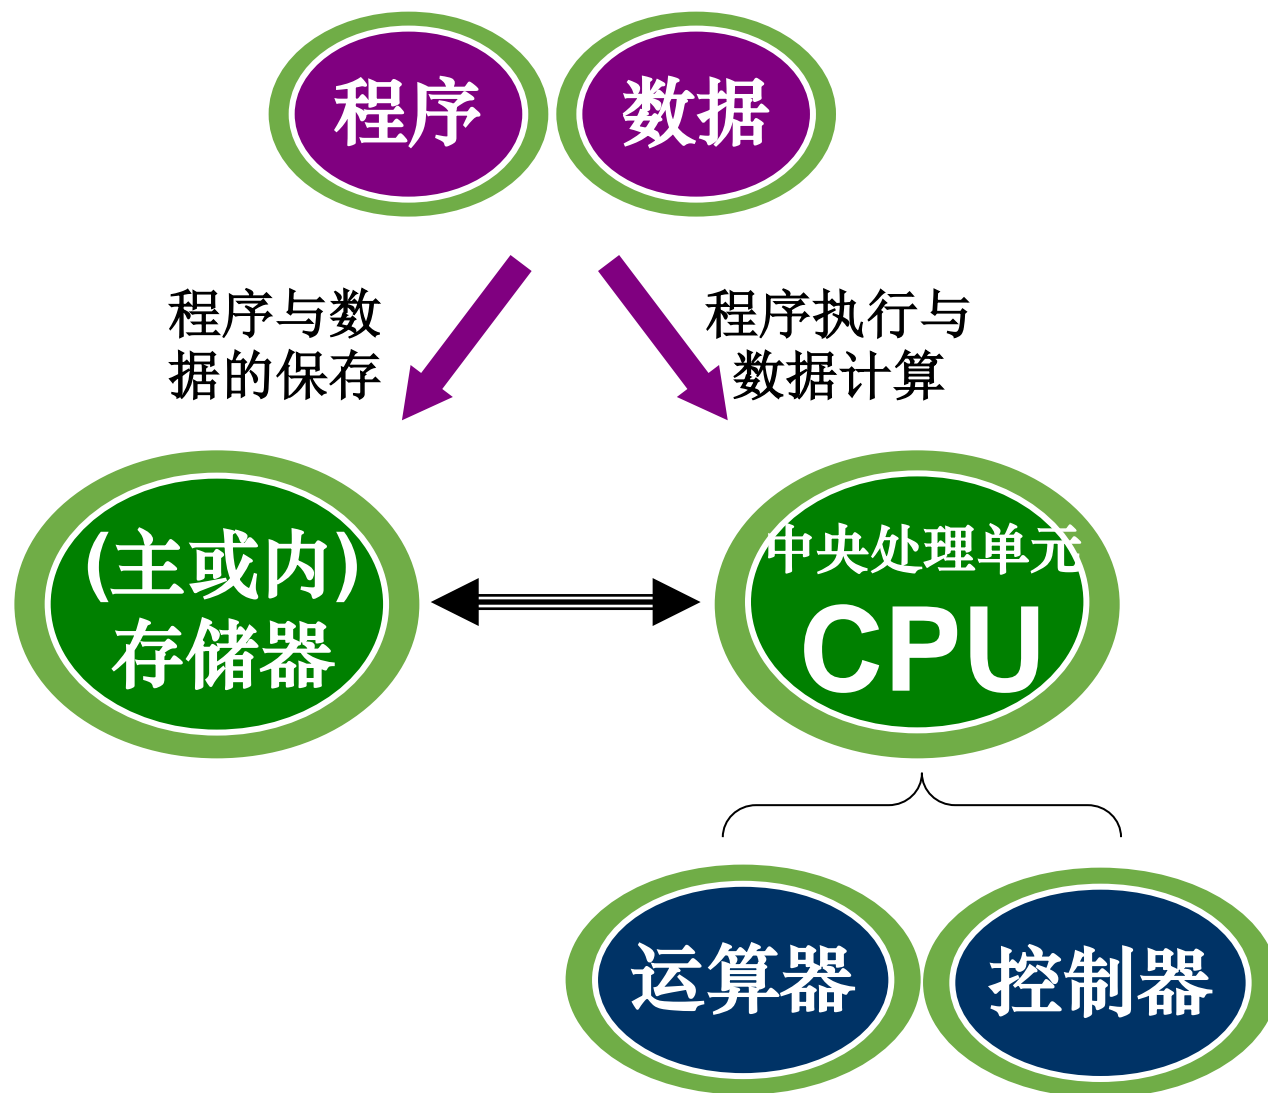 程序
数据
程序与数
据的保存
程序执行与
数据计算
(主或内)
存储器
中央处理单元
CPU
运算器
控制器